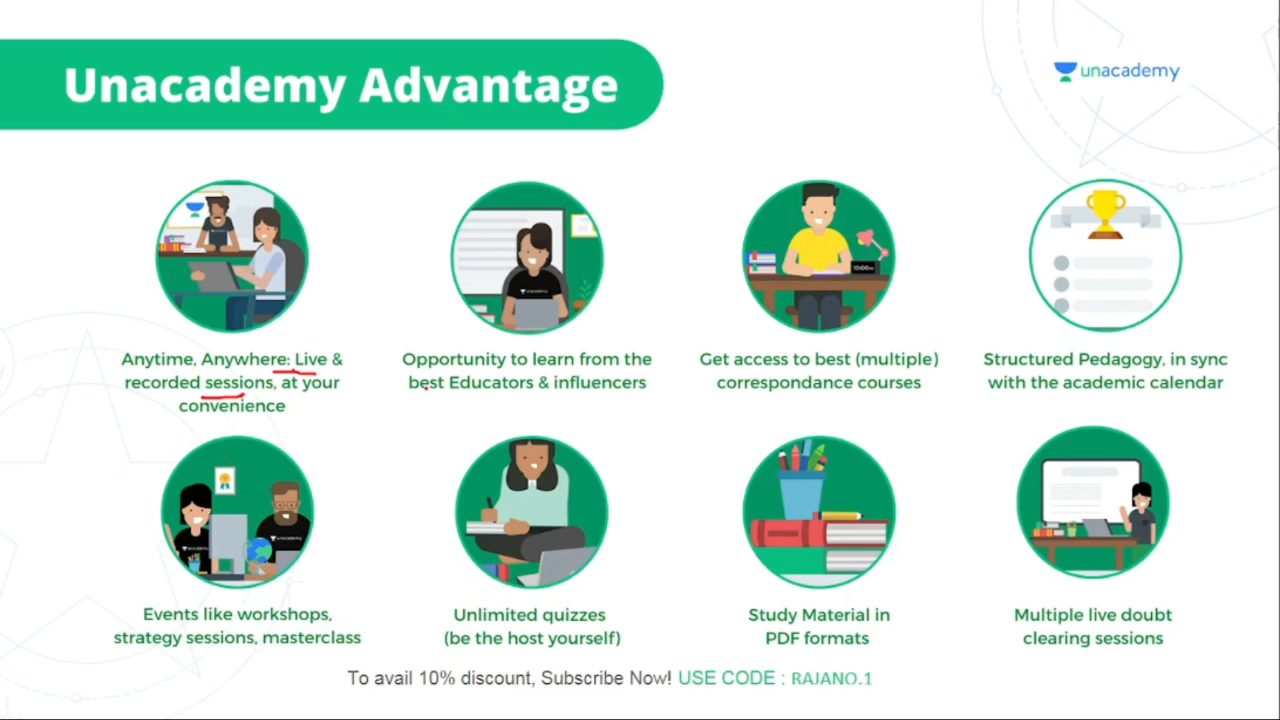 Unacademy Advantage
unacademy
Anytime, Anywhere: Live &
recorded sessions, at your
convenience
Opportunity to learn from the
best Educators & influencers
Get access to best (multiple)
correspondance courses
Structured Pedagogy, in sync
with the academic calendar
Events like workshops,
strategy sessions, masterclass
Unlimited quizzes
(be the host yourself)
Study Material in
PDF formats
Multiple live doubt
clearing sessions
To avail 10% discount, Subscribe Now! USE CODE : RAJANO.1